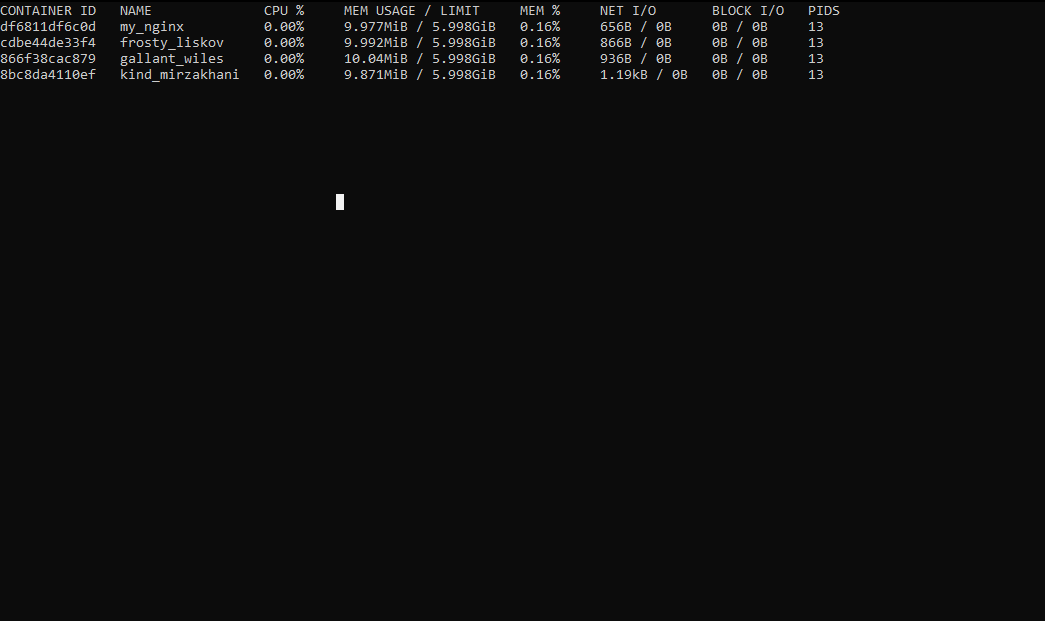 CONTAINER ID   NAME              CPU %     MEM USAGE / LIMIT     MEM %     NET I/O       BLOCK I/O   PIDS
df6811df6c0d   my_nginx          0.00%     9.977MiB / 5.998GiB   0.16%     656B / 0B     0B / 0B     13
cdbe44de33f4   frosty_liskov     0.00%     9.992MiB / 5.998GiB   0.16%     866B / 0B     0B / 0B     13
866f38cac879   gallant_wiles     0.00%     10.04MiB / 5.998GiB   0.16%     936B / 0B     0B / 0B     13
8bc8da4110ef   kind_mirzakhani   0.00%     9.871MiB / 5.998GiB   0.16%     1.19kB / 0B   0B / 0B     13